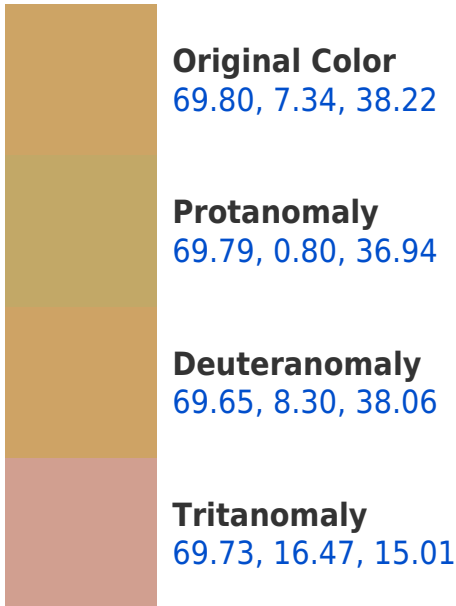 Original Color
69.80, 7.34, 38.22
Protanomaly
69.79, 0.80, 36.94
Deuteranomaly
69.65, 8.30, 38.06
Tritanomaly
69.73, 16.47, 15.01